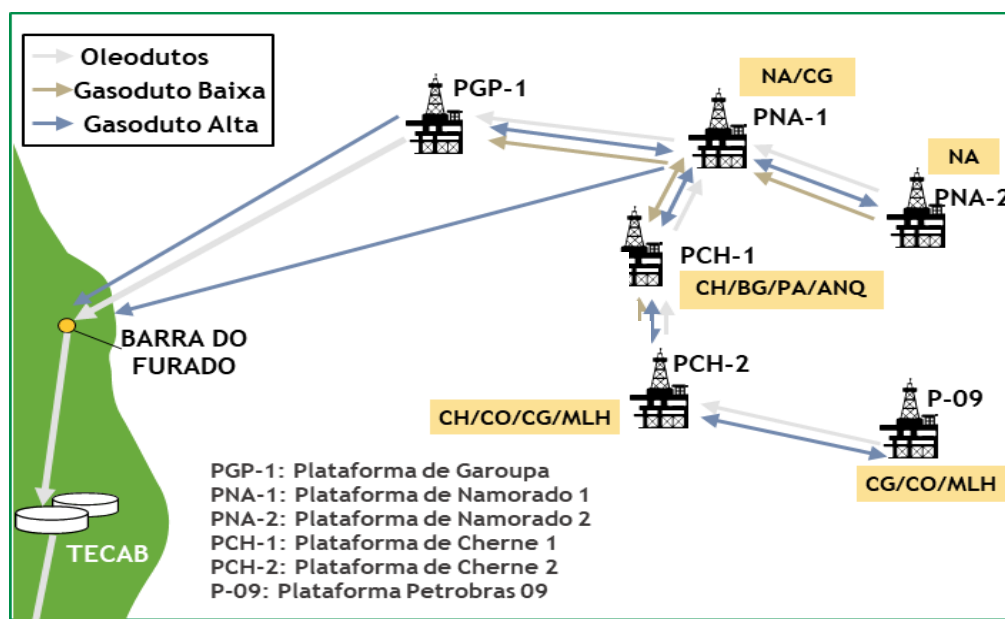 Oleodutos
Gasoduto Baixa
Gasoduto Alta
PGP-1
NA/CG
PNA-1
NA
PNA-2
PCH-1
CH/BG/PA/ANQ
BARRA DO
FURADO
PCH-2
P-09
CH/CO/CG/MLH
CG/CO/MLH
PGP-1: Plataforma de Garoupa
PNA-1: Plataforma de Namorado 1
PNA-2: Plataforma de Namorado 2
PCH-1: Plataforma de Cherne 1
PCH-2: Plataforma de Cherne 2
P-09: Plataforma Petrobras 09
TECAB